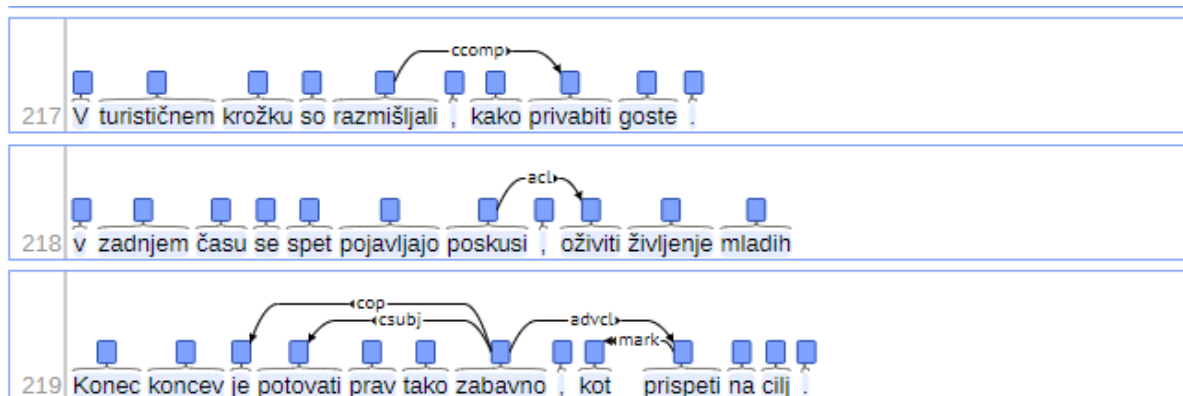 ccomp
217 V turističnem krožku so razmišljali , kako privabiti goste .
acl
218 v zadnjem času se spet pojavljajo poskusi , oživiti življenje mladih
cop
csubj advcl
mark
219 Konec koncev je potovati prav tako zabavno , kot prispeti na cilj .